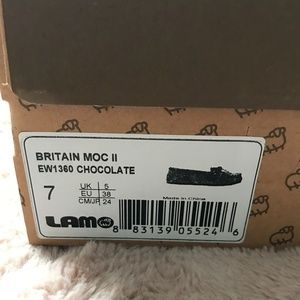 BRITAIN MOC II
EW1360 CHOCOLATE
7
UK 5
EU 38
CM/JP 24
Made in China
LAMO
8 83139 05524 6